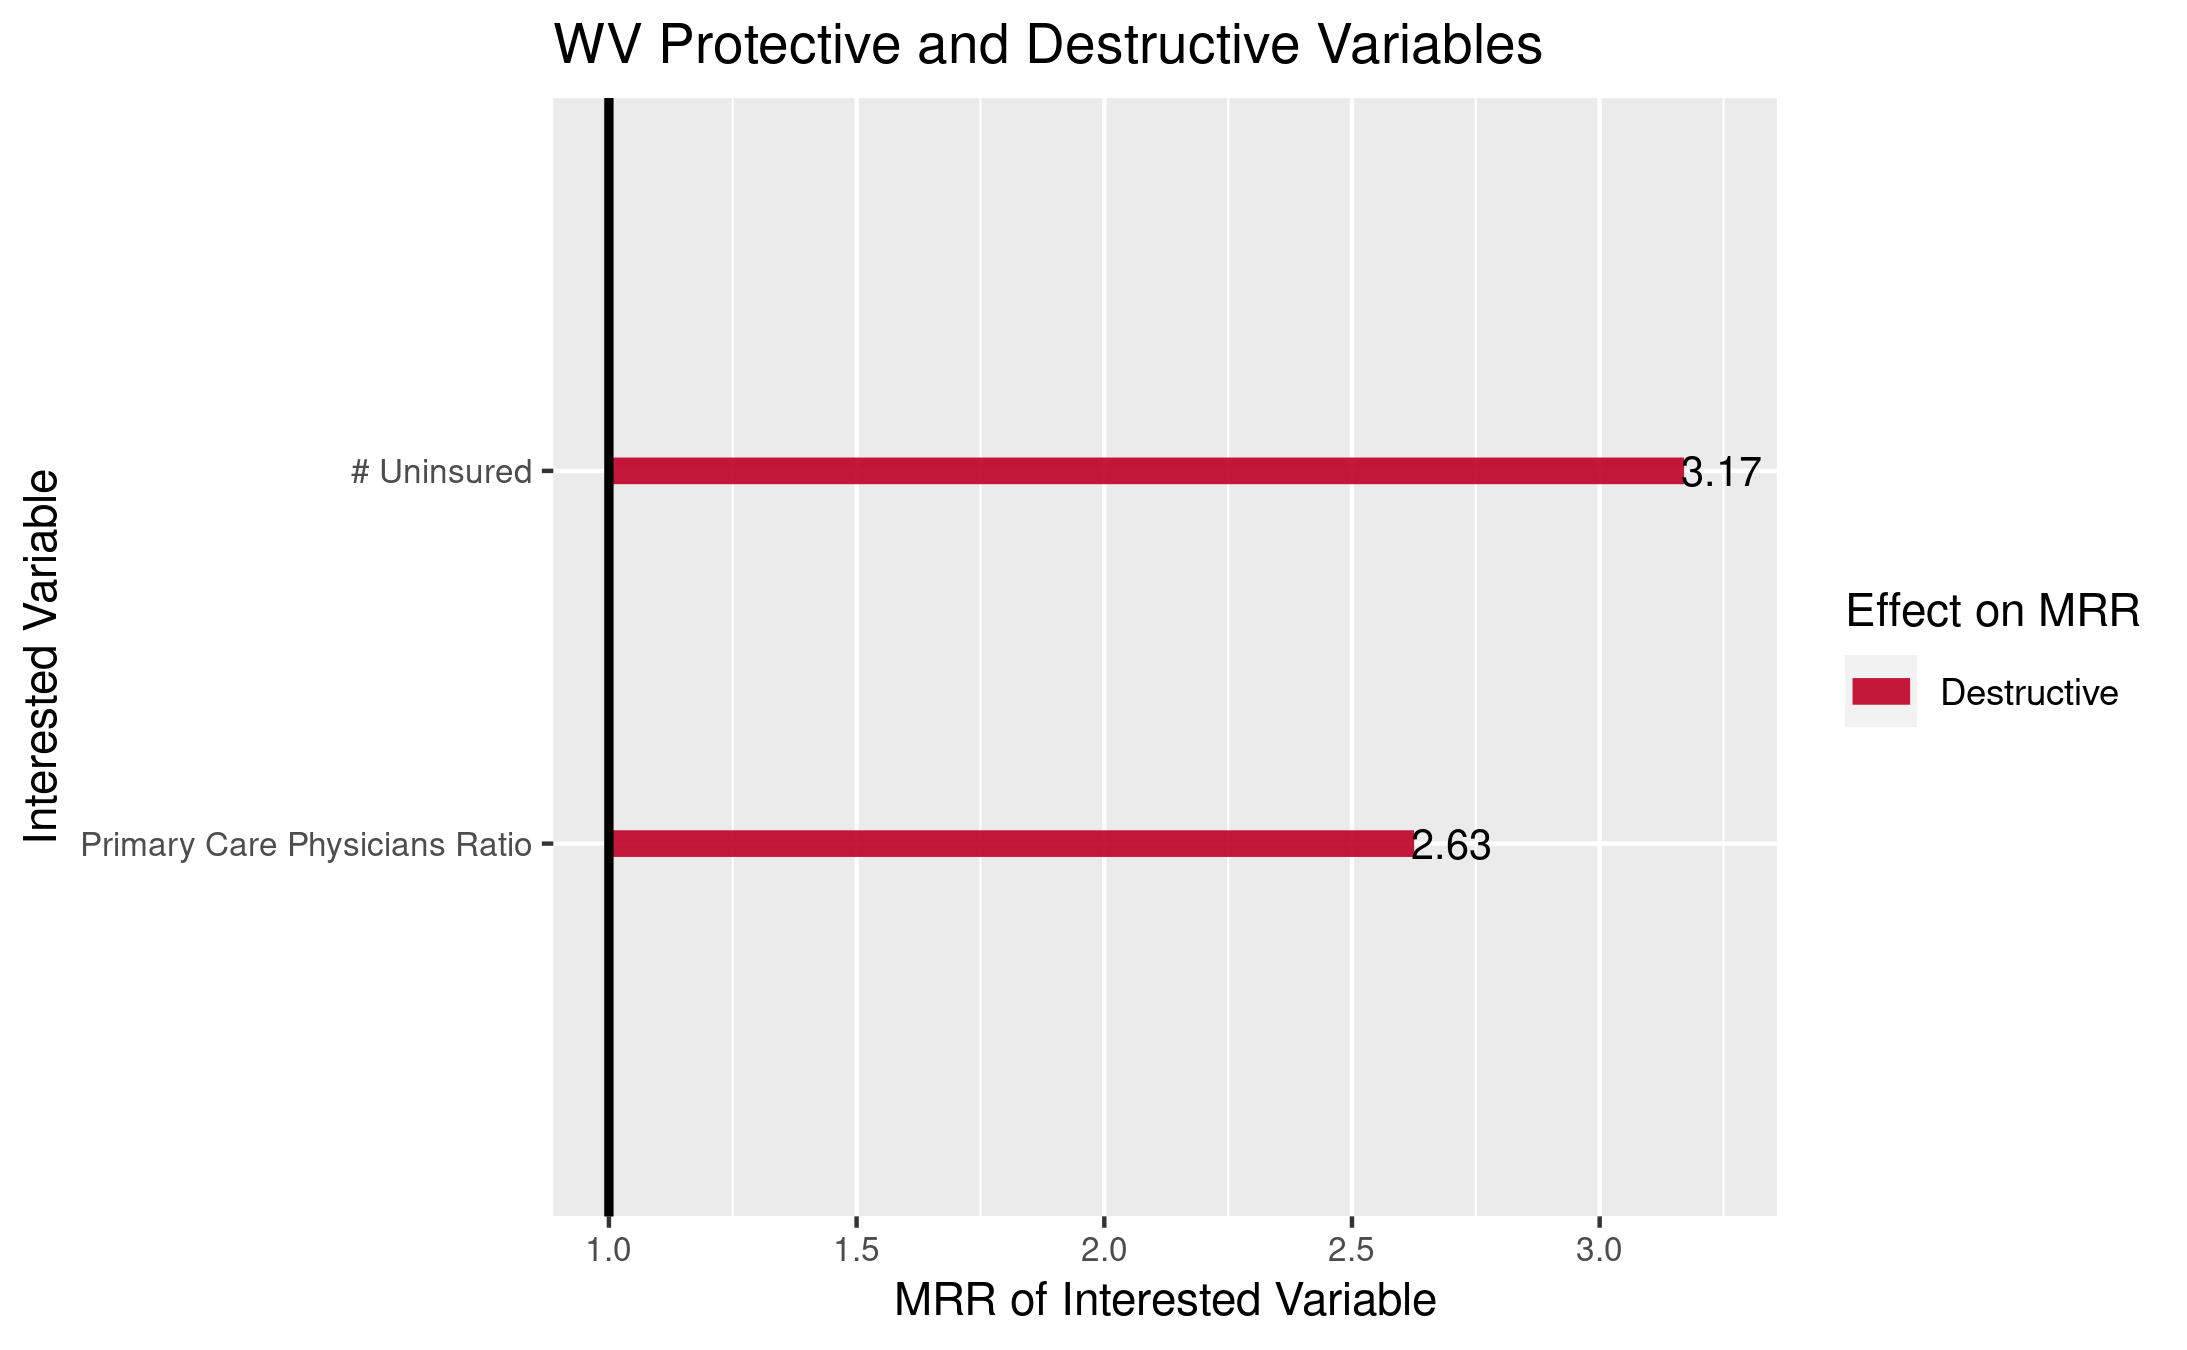 WV Protective and Destructive Variables
Interested Variable
# Uninsured
3.17
Primary Care Physicians Ratio
2.63
1.0
1.5
2.0
2.5
3.0
MRR of Interested Variable
Effect on MRR
Destructive